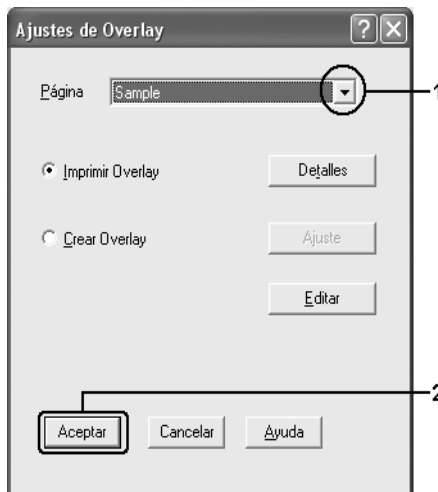 Ajustes de Overlay
Página Sample 1
Imprimir Overlay Detalles
Crear Overlay Ajuste
Editar
2
Aceptar Cancelar Ayuda